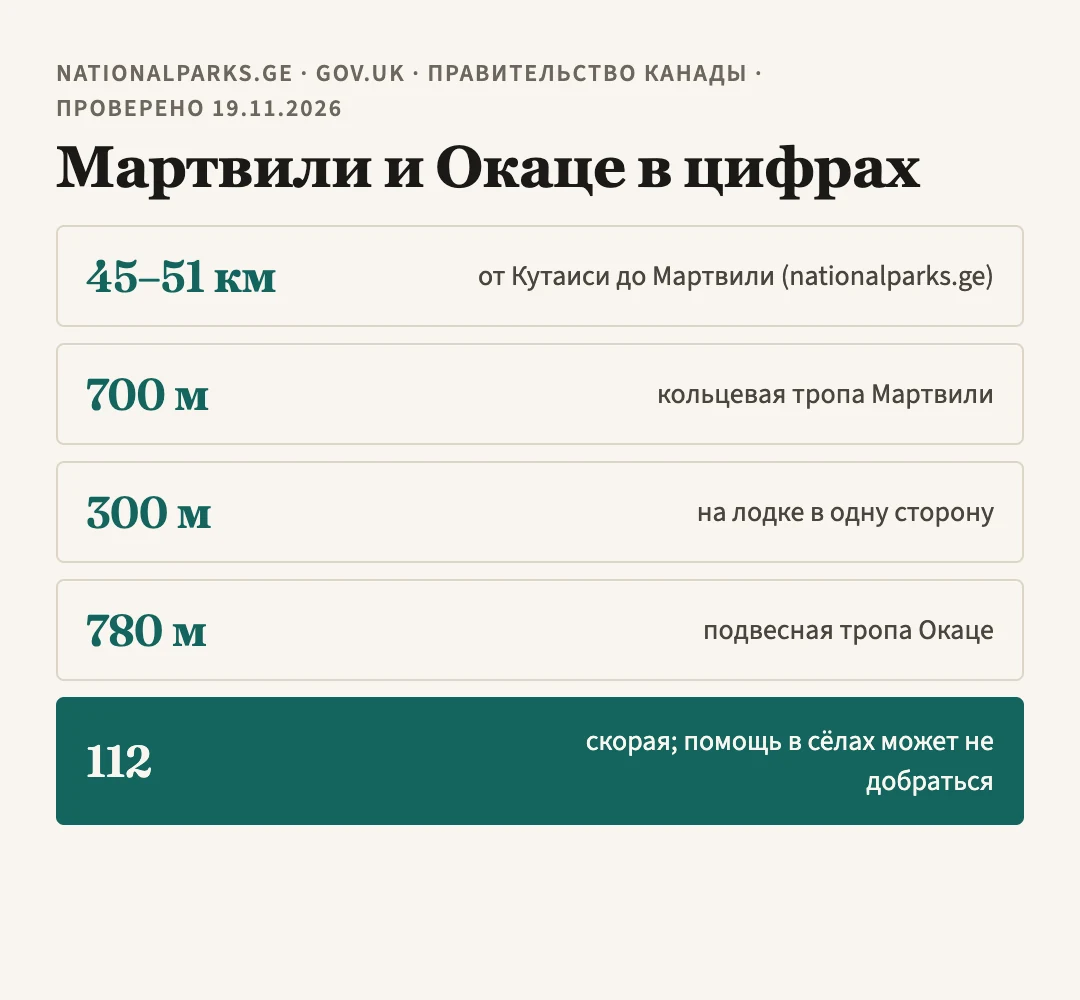 NATIONALPARKS.GE · GOV.UK · ПРАВИТЕЛЬСТВО КАНАДЫ ·
ПРОВЕРЕНО 19.11.2026
Мартвили и Окаце в цифрах
45–51 км
от Кутаиси до Мартвили (nationalparks.ge)
700 м
кольцевая тропа Мартвили
300 м
на лодке в одну сторону
780 м
подвесная тропа Окаце
112
скорая; помощь в сёлах может не
добраться